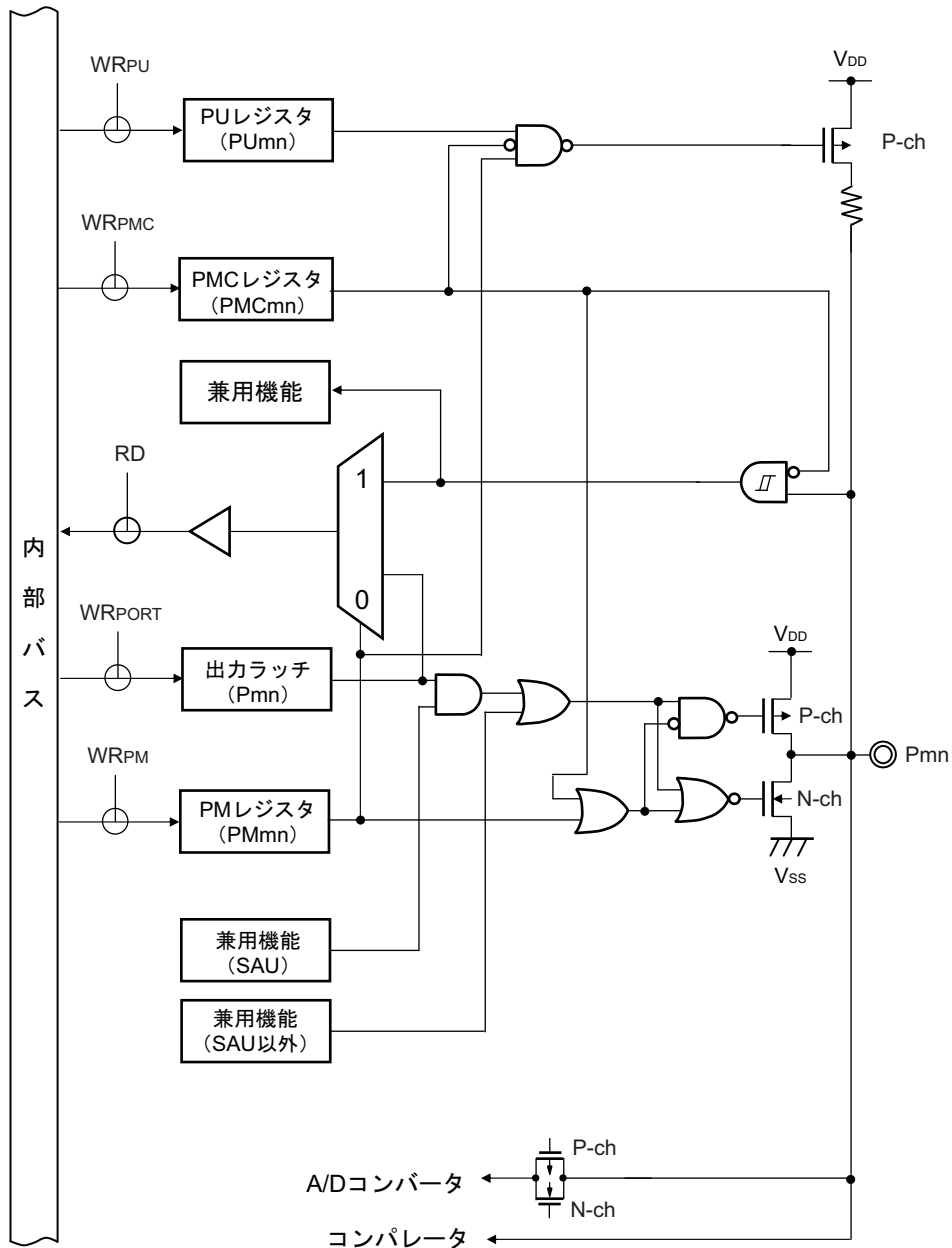 WRPU
VDD
PUレジスタ
（PUmn）
P-ch
WRPMC
PMCレジスタ
（PMCmn）
兼用機能
RD
1
0
内部バス
WRPORT
出力ラッチ
（Pmn）
VDD
P-ch
Pmn
WRPM
PMレジスタ
（PMmn）
N-ch
VSS
兼用機能
（SAU）
兼用機能
（SAU以外）
P-ch
A/Dコンバータ
N-ch
コンパレータ